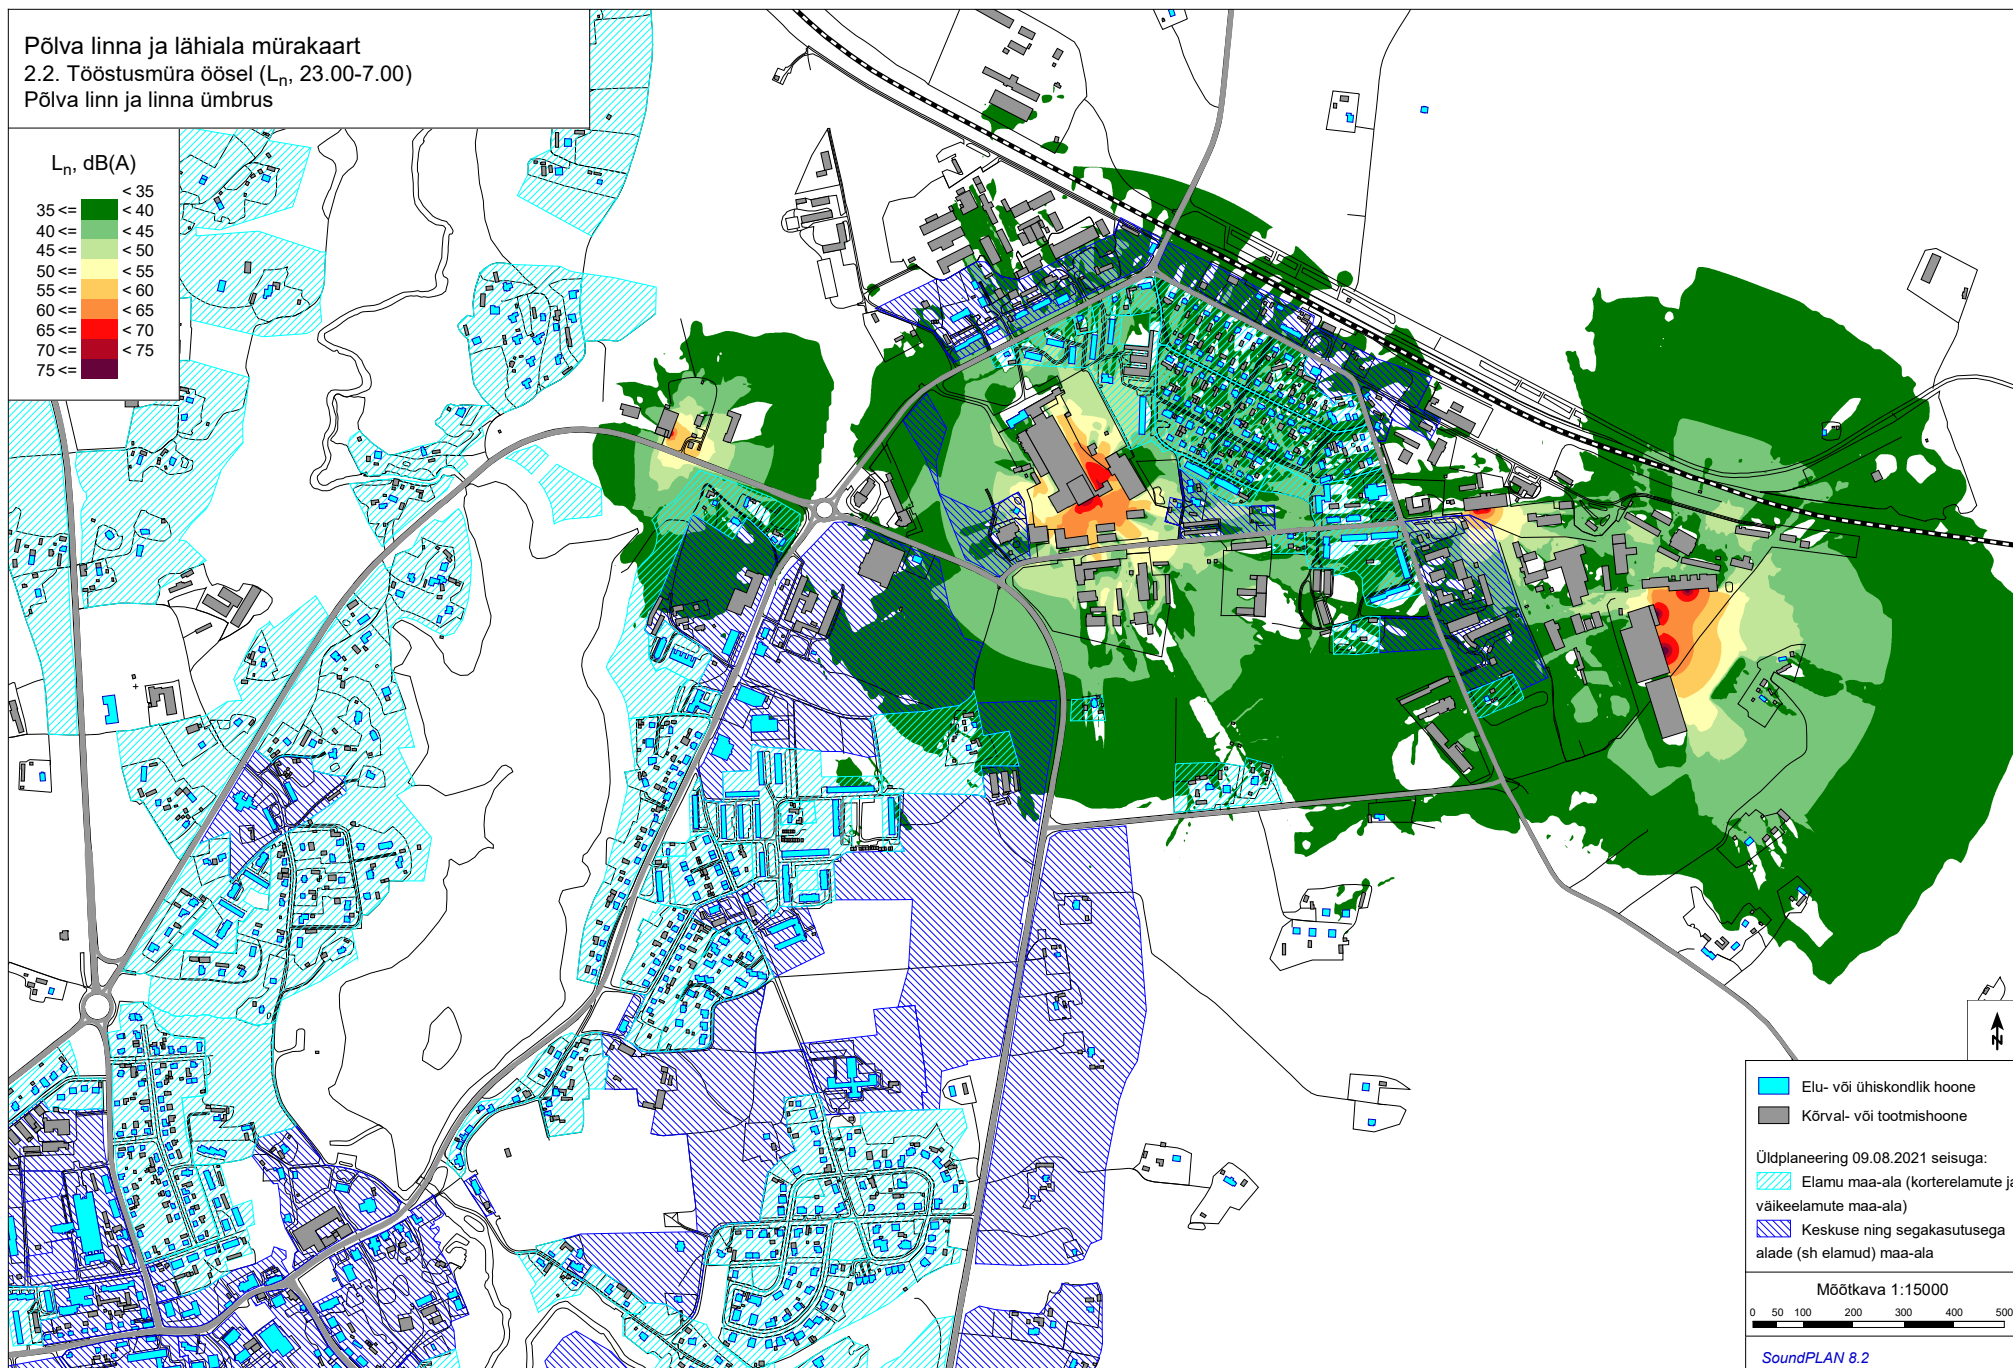 Põlva linna ja lähiala mürakaart
2.2. Tööstusmüra öösel (Ln, 23.00-7.00)
Põlva linn ja linna ümbrus
Ln, dB(A)
< 35
35 <= < 40
40 <= < 45
45 <= < 50
50 <= < 55
55 <= < 60
60 <= < 65
65 <= < 70
70 <= < 75
75 <=
N
Elu- või ühiskondlik hoone
Kõrval- või tootmishoone
Üldplaneering 09.08.2021 seisuga:
Elamu maa-ala (korterelamute ja
väikeelamute maa-ala)
Keskuse ning segakasutusega
alade (sh elamud) maa-ala
Mõõtkava 1:15000
0 50 100 200 300 400 500
SoundPLAN 8.2